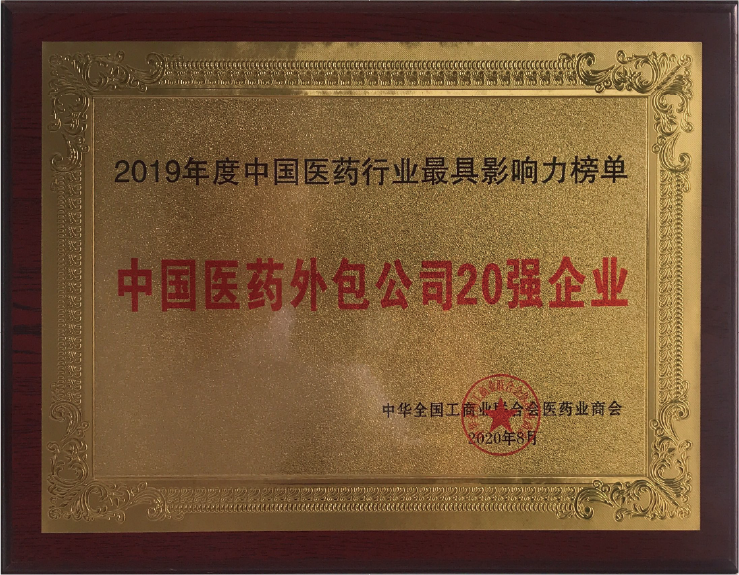 2019年度中国医药行业最具影响力榜单
中国医药外包公司20强企业
中华全国工商业联合会医药业商会
2020年8月